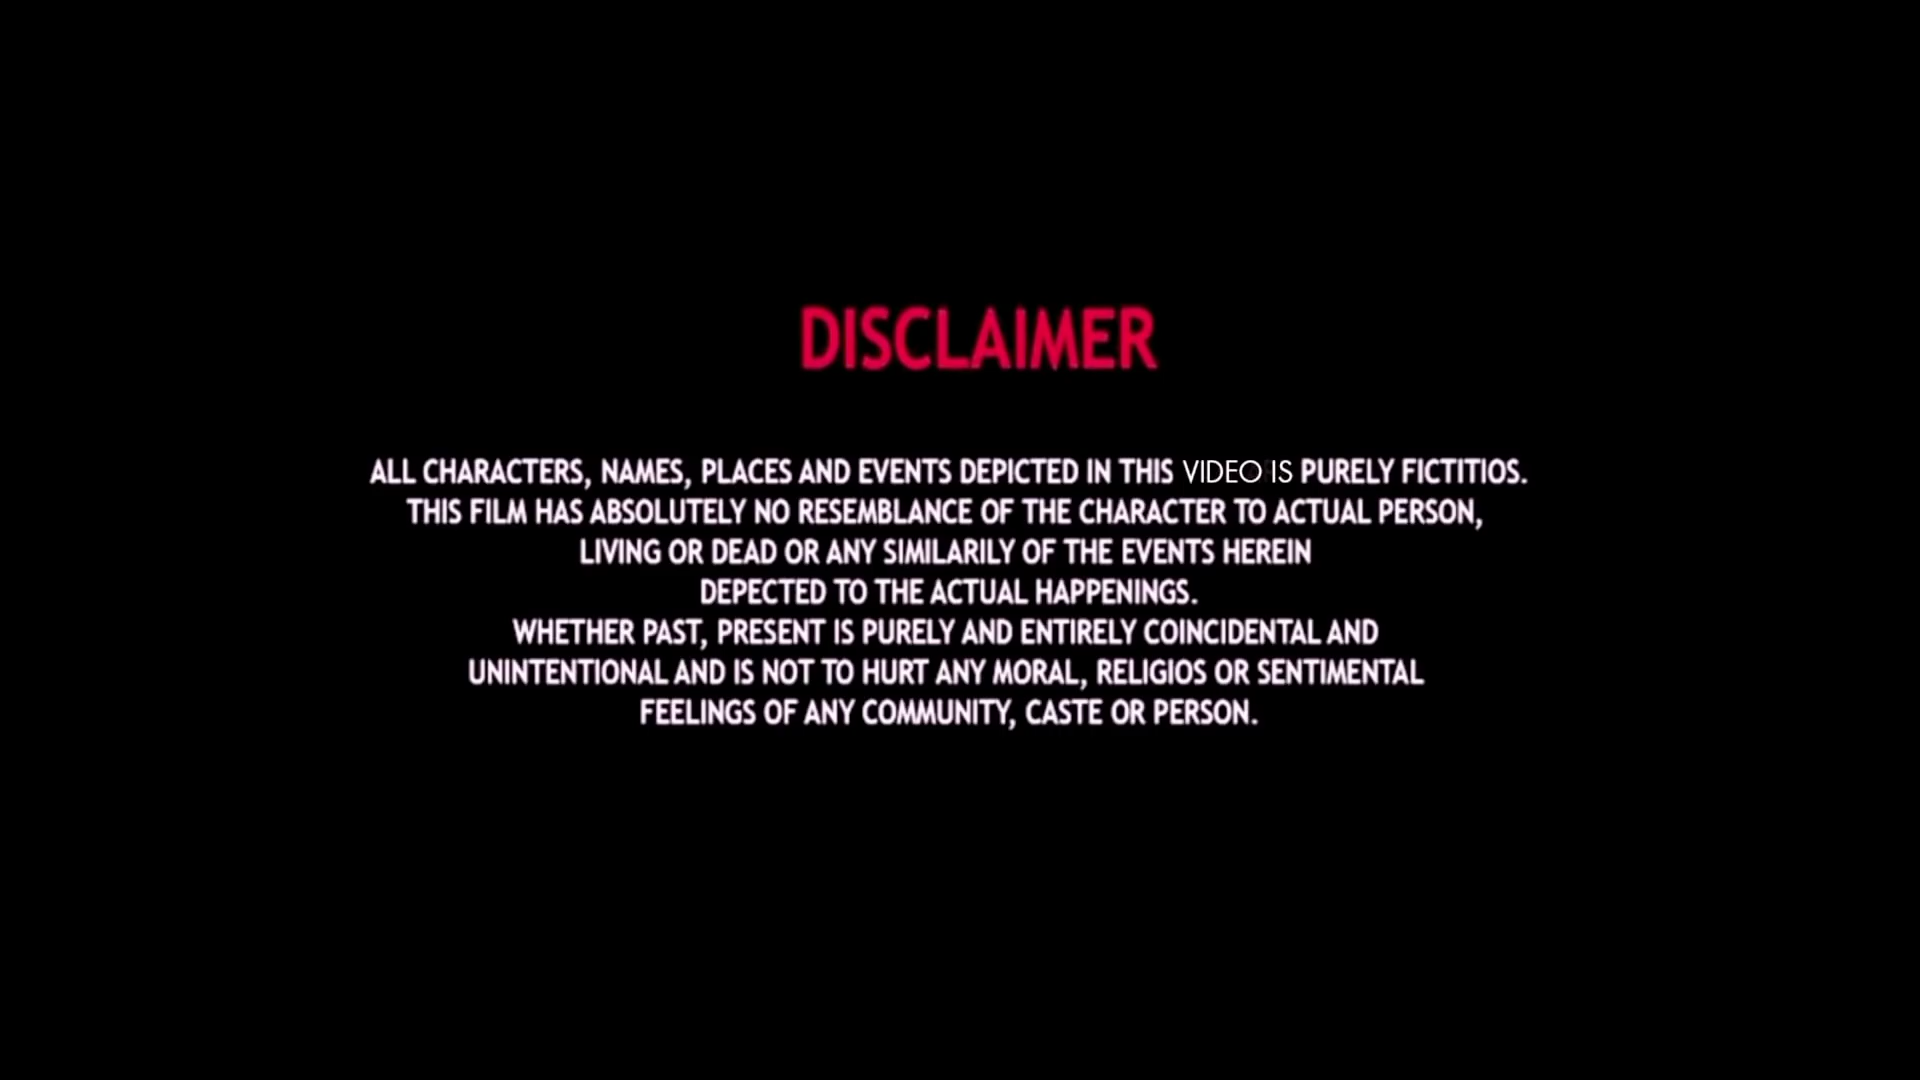 DISCLAIMER
ALL CHARACTERS, NAMES, PLACES AND EVENTS DEPICTED IN THIS VIDEO IS PURELY FICTITIOS.
THIS FILM HAS ABSOLUTELY NO RESEMBLANCE OF THE CHARACTER TO ACTUAL PERSON,
LIVING OR DEAD OR ANY SIMILARILY OF THE EVENTS HEREIN
DEPECTED TO THE ACTUAL HAPPENINGS.
WHETHER PAST, PRESENT IS PURELY AND ENTIRELY COINCIDENTAL AND
UNINTENTIONAL AND IS NOT TO HURT ANY MORAL, RELIGIOS OR SENTIMENTAL
FEELINGS OF ANY COMMUNITY, CASTE OR PERSON.